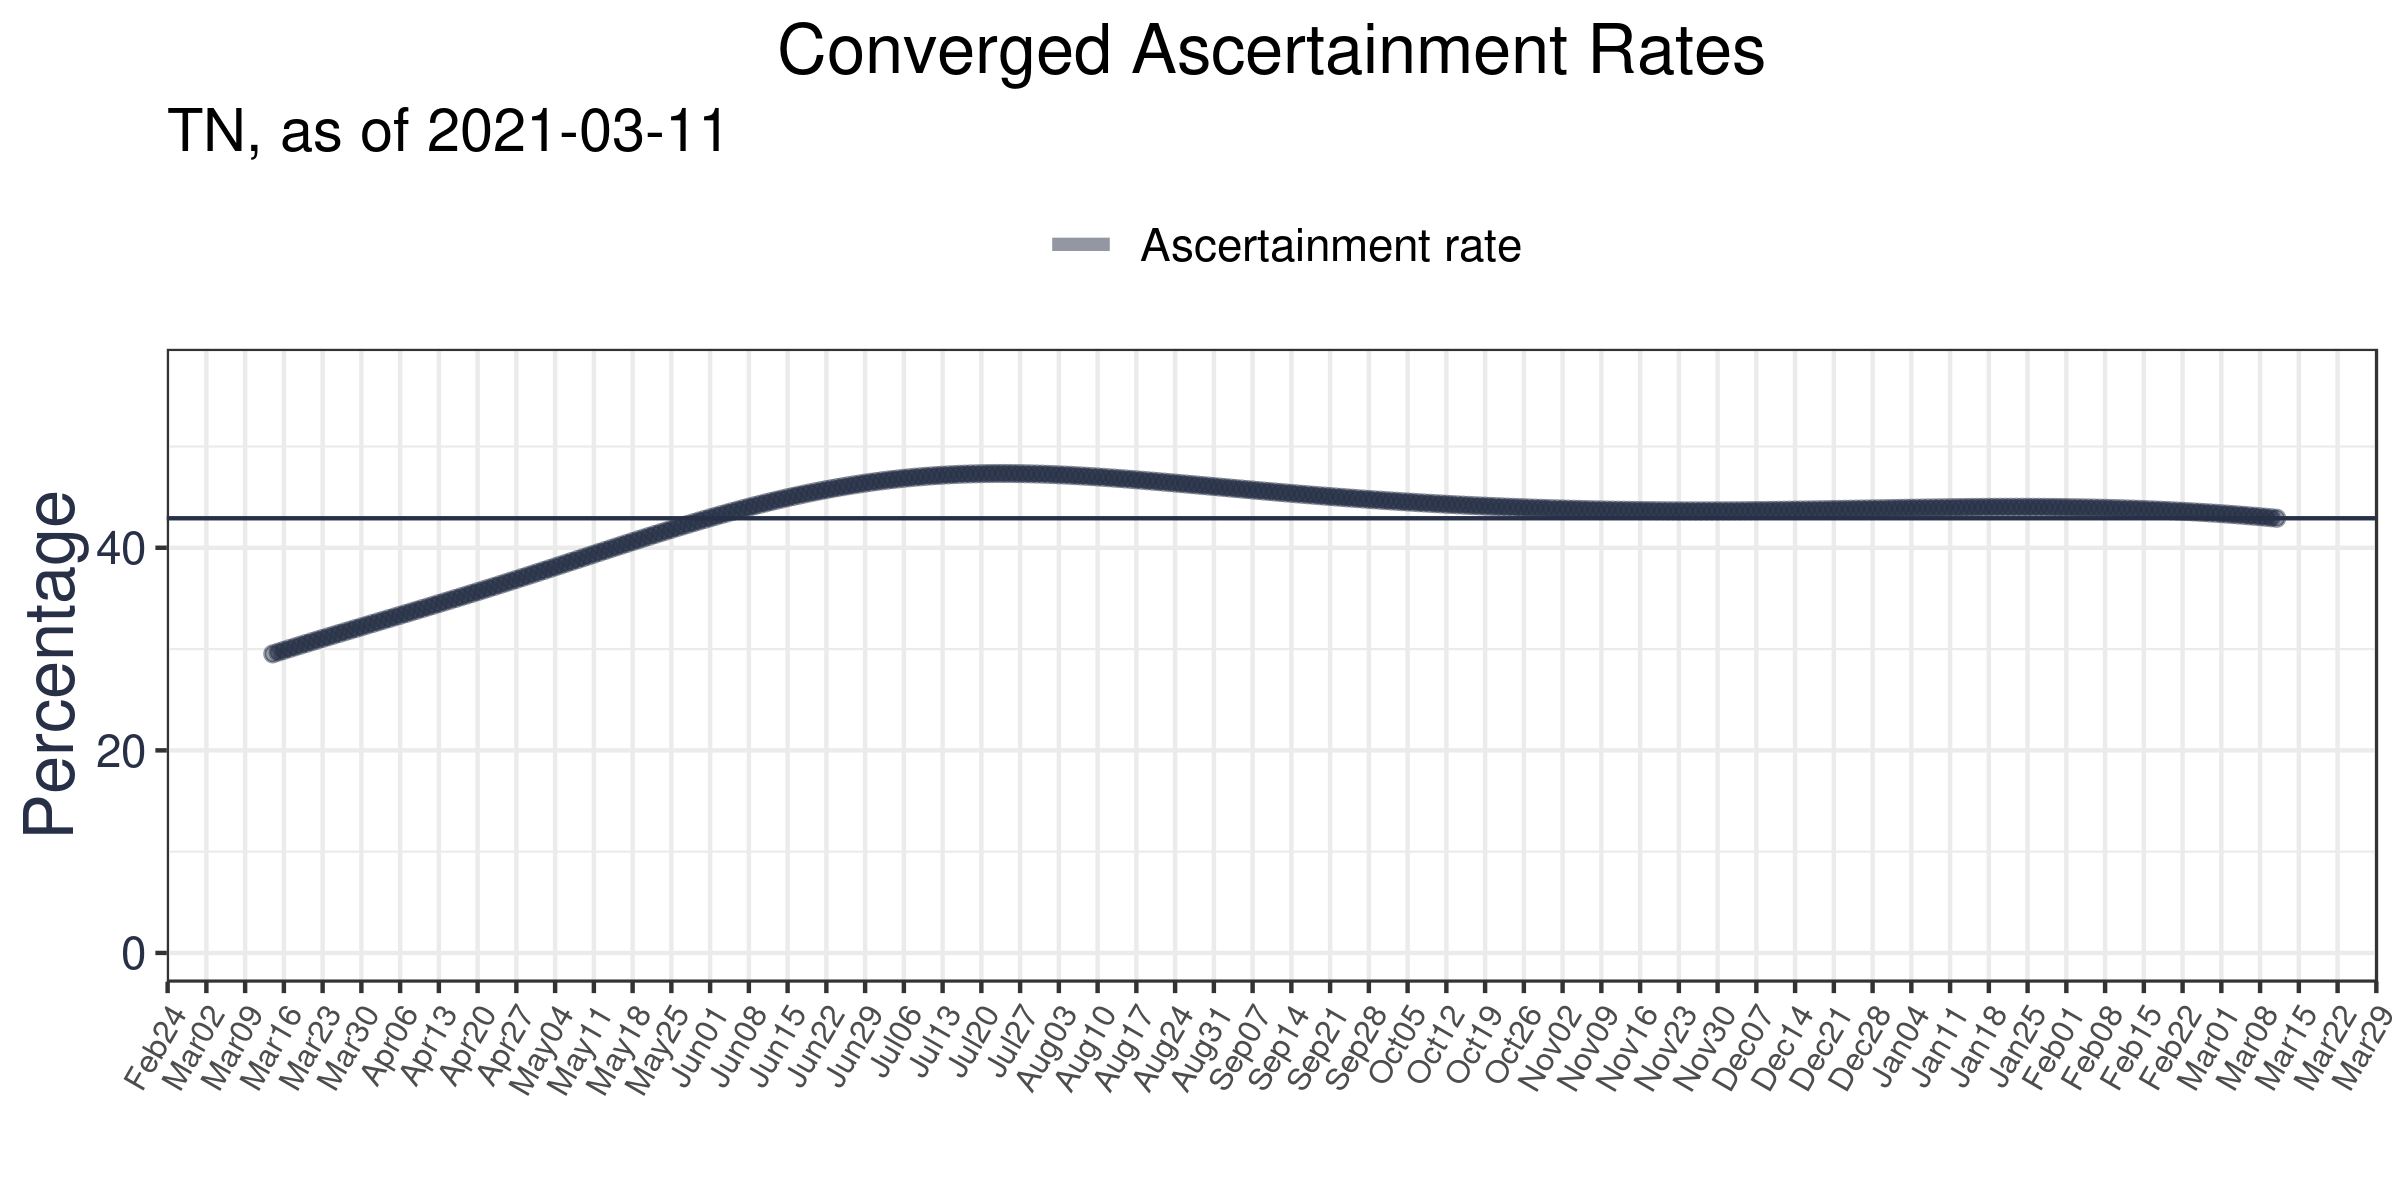 Converged Ascertainment Rates
TN, as of 2021-03-11
Ascertainment rate
Percentage
40
20
0
Feb24
Mar02
Mar09
Mar16
Mar23
Mar30
Apr06
Apr13
Apr20
Apr27
May04
May11
May18
May25
Jun01
Jun08
Jun15
Jun22
Jun29
Jul06
Jul13
Jul20
Jul27
Aug03
Aug10
Aug17
Aug24
Aug31
Sep07
Sep14
Sep21
Sep28
Oct05
Oct12
Oct19
Oct26
Nov02
Nov09
Nov16
Nov23
Nov30
Dec07
Dec14
Dec21
Dec28
Jan04
Jan11
Jan18
Jan25
Feb01
Feb08
Feb15
Feb22
Mar01
Mar08
Mar15
Mar22
Mar29